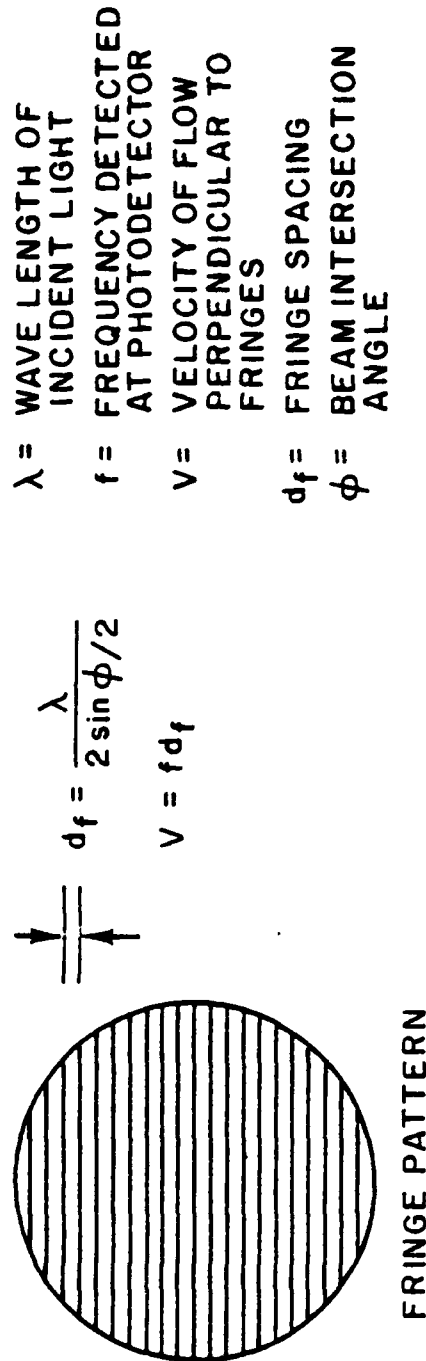 FRINGE PATTERN
d_f = λ / 2 sin ϕ/2
V = f d_f
λ = WAVE LENGTH OF
INCIDENT LIGHT
f = FREQUENCY DETECTED
AT PHOTODETECTOR
V = VELOCITY OF FLOW
PERPENDICULAR TO
FRINGES
d_f = FRINGE SPACING
ϕ = BEAM INTERSECTION
ANGLE